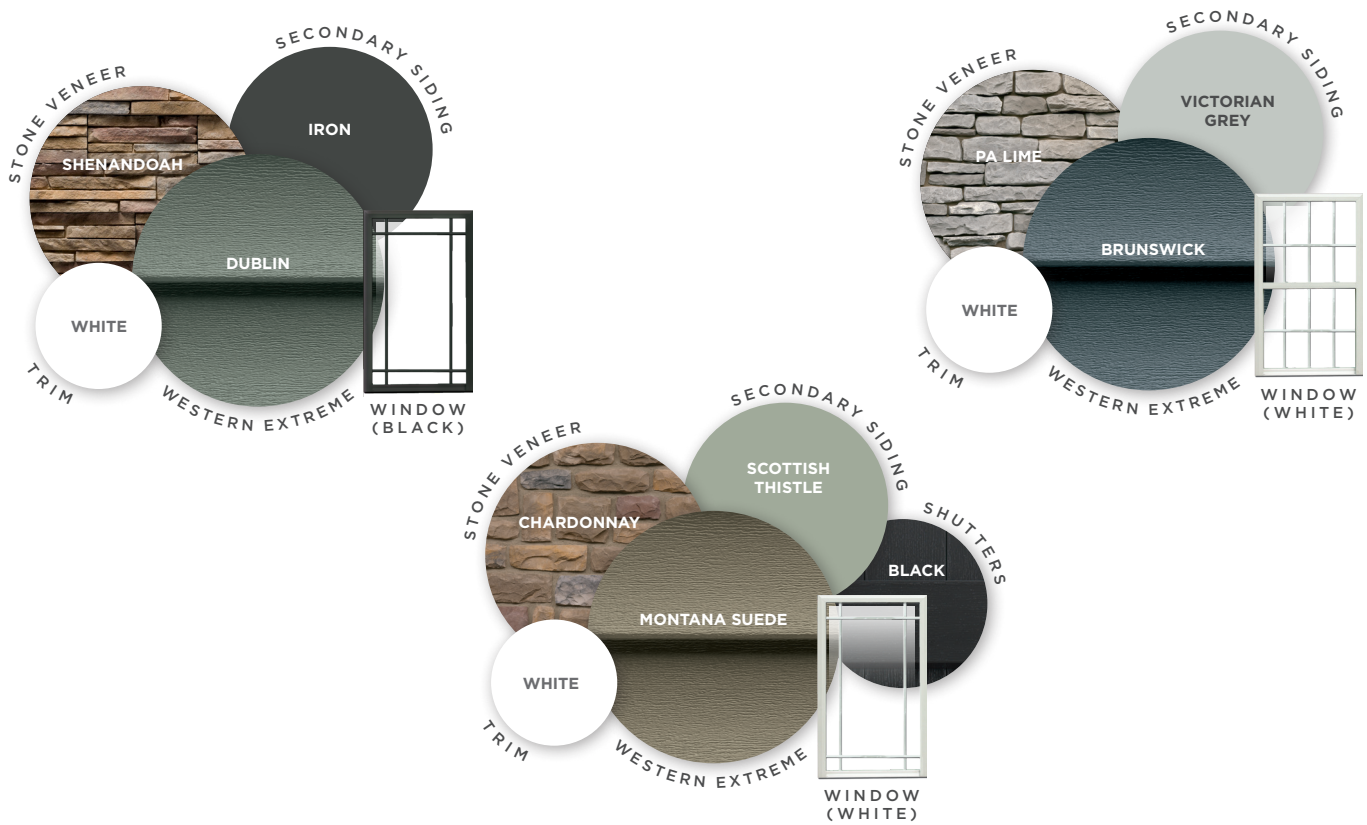 STONE VENEER
SECONDARY SIDING
SHENANDOAH
IRON
DUBLIN
WHITE
TRIM
WESTERN EXTREME
WINDOW
(BLACK)
STONE VENEER
SECONDARY SIDING
PA LIME
VICTORIAN
GREY
BRUNSWICK
WHITE
TRIM
WESTERN EXTREME
WINDOW
(WHITE)
STONE VENEER
SECONDARY SIDING
SHUTTERS
CHARDONNAY
SCOTTISH
THISTLE
BLACK
MONTANA SUEDE
WHITE
TRIM
WESTERN EXTREME
WINDOW
(WHITE)